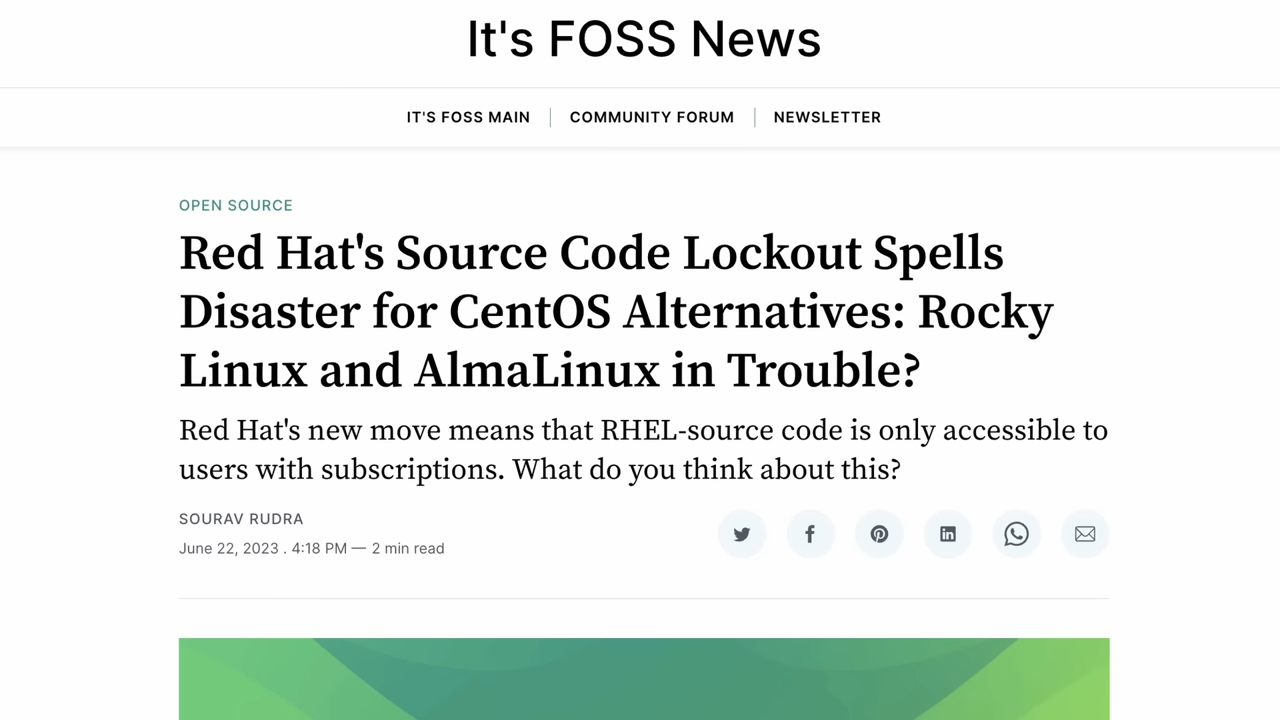 It's FOSS News
IT'S FOSS MAIN
COMMUNITY FORUM
NEWSLETTER
OPEN SOURCE
Red Hat's Source Code Lockout Spells
Disaster for CentOS Alternatives: Rocky
Linux and AlmaLinux in Trouble?
Red Hat's new move means that RHEL-source code is only accessible to
users with subscriptions. What do you think about this?
SOURAV RUDRA
June 22, 2023 . 4:18 PM — 2 min read